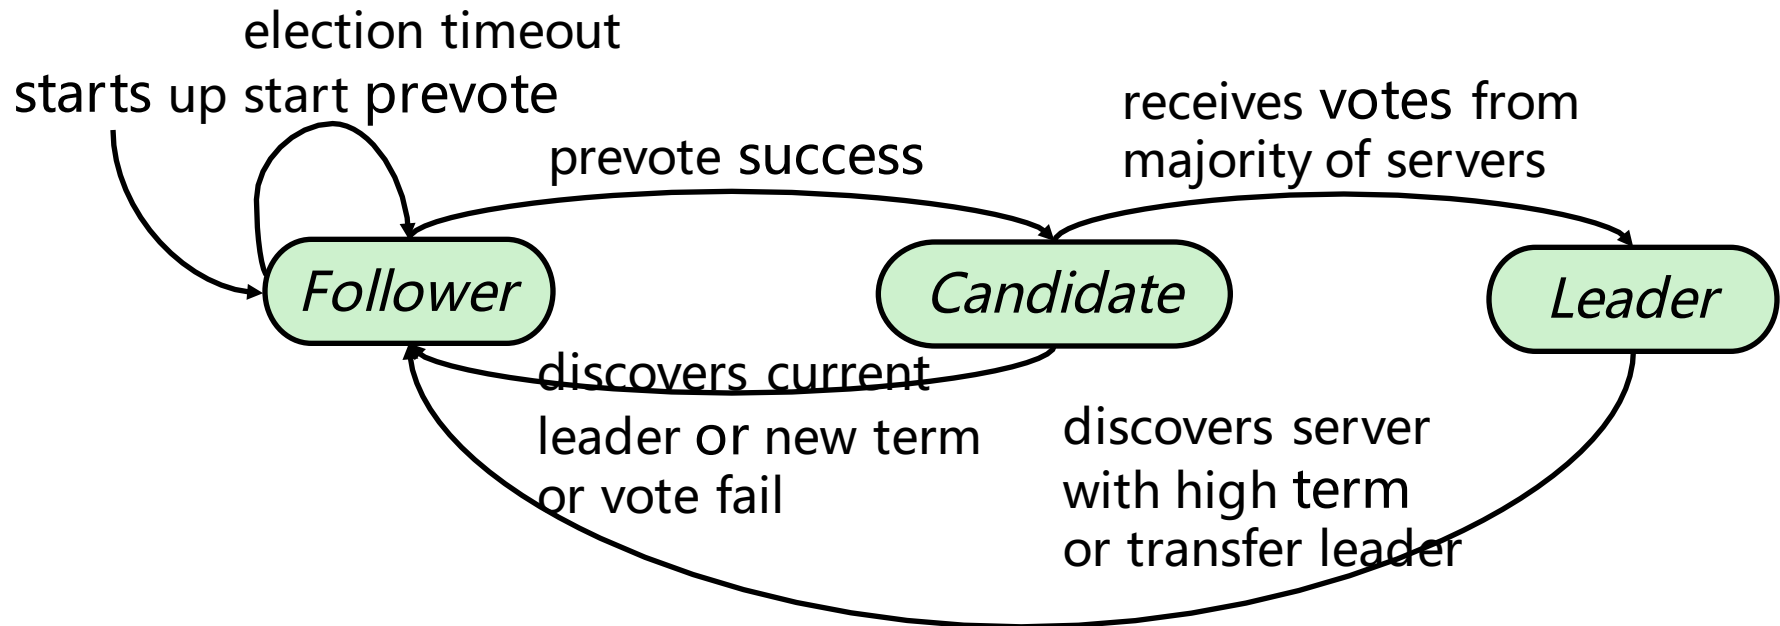 election timeout
starts up start prevote
prevote success
receives votes from
majority of servers
Follower
Candidate
Leader
discovers current
leader or new term
or vote fail
discovers server
with high term
or transfer leader